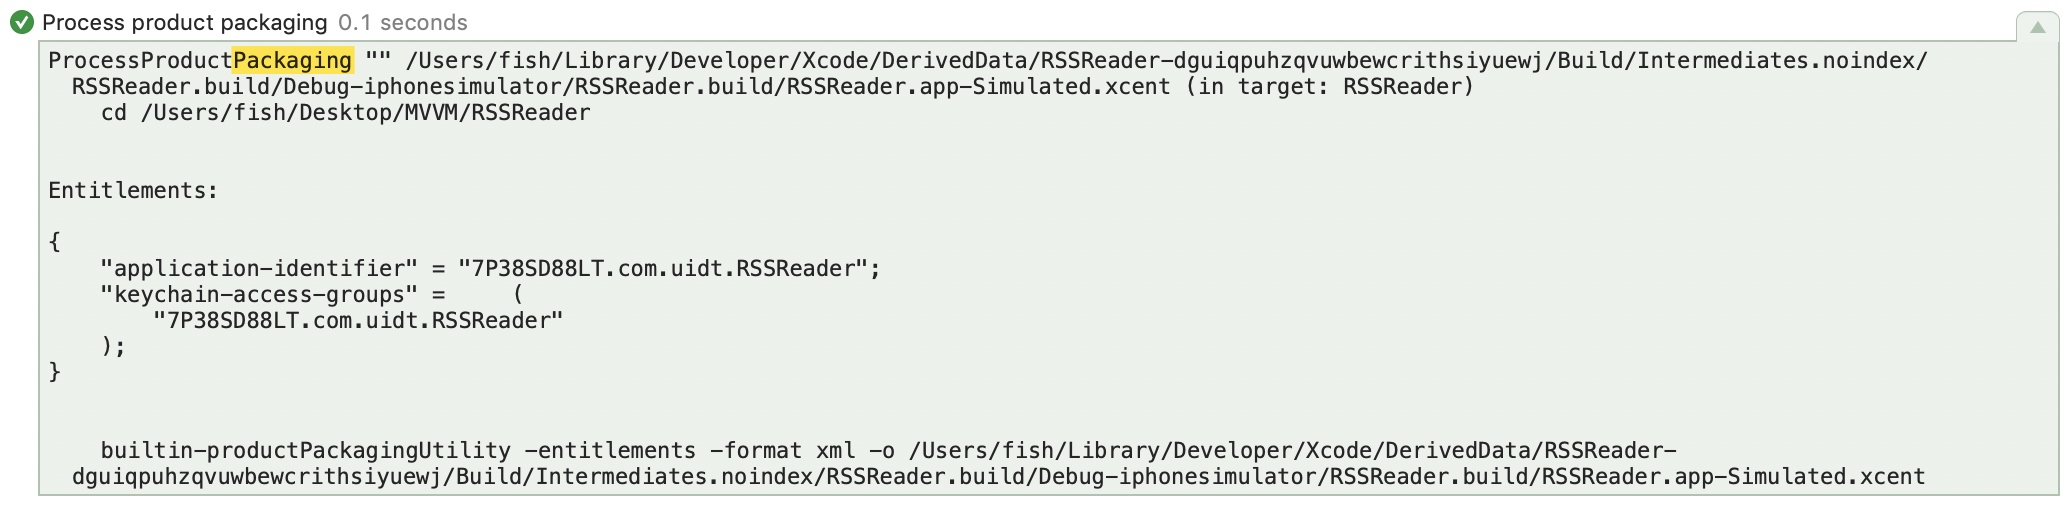 Process product packaging 0.1 seconds
ProcessProductPackaging "" /Users/fish/Library/Developer/Xcode/DerivedData/RSSReader-dguiqpuhzqvuwbewcrithsiyuewj/Build/Intermediates.noindex/
RSSReader.build/Debug-iphonesimulator/RSSReader.build/RSSReader.app-Simulated.xcent (in target: RSSReader)
cd /Users/fish/Desktop/MVVM/RSSReader
Entitlements:
{
"application-identifier" = "7P38SD88LT.com.uidt.RSSReader";
"keychain-access-groups" =     (
"7P38SD88LT.com.uidt.RSSReader"
);
}
builtin-productPackagingUtility -entitlements -format xml -o /Users/fish/Library/Developer/Xcode/DerivedData/RSSReader-
dguiqpuhzqvuwbewcrithsiyuewj/Build/Intermediates.noindex/RSSReader.build/Debug-iphonesimulator/RSSReader.build/RSSReader.app-Simulated.xcent